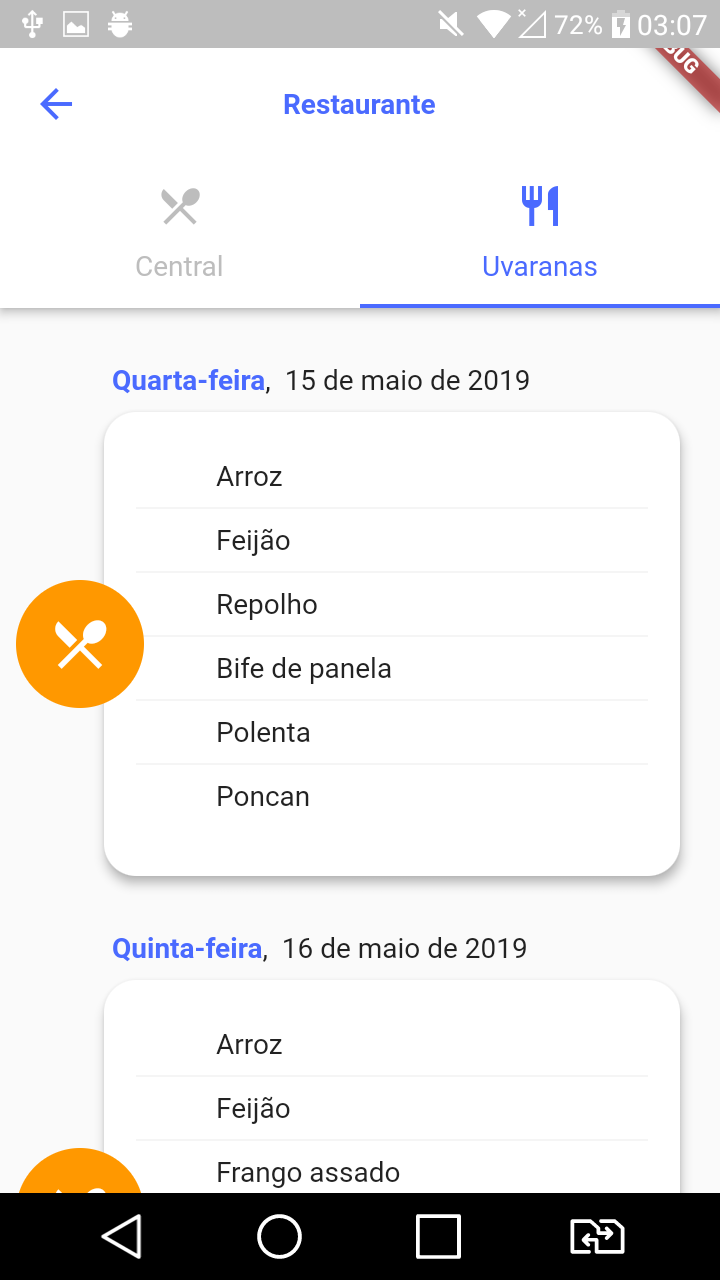 72% 03:07
Restaurante
Central
Uvaranas
Quarta-feira, 15 de maio de 2019
Arroz
Feijão
Repolho
Bife de panela
Polenta
Poncan
Quinta-feira, 16 de maio de 2019
Arroz
Feijão
Frango assado